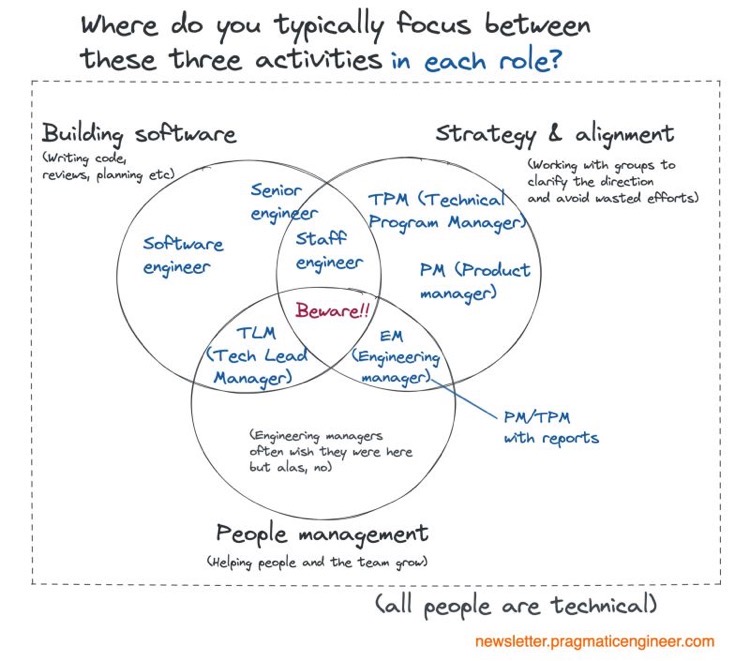 Where do you typically focus between
these three activities in each role?
Building software
(Writing code,
reviews, planning etc)
Strategy & alignment
(Working with groups to
clarify the direction
and avoid wasted efforts)
Senior
engineer
Software
engineer
Staff
engineer
TPM (Technical
Program Manager)
PM (Product
manager)
Beware!!
TLM
(Tech Lead
Manager)
EM
(Engineering
manager)
PM/TPM
with reports
(Engineering managers
often wish they were here
but alas, no)
People management
(Helping people and the team grow)
(all people are technical)
newsletter.pragmaticengineer.com